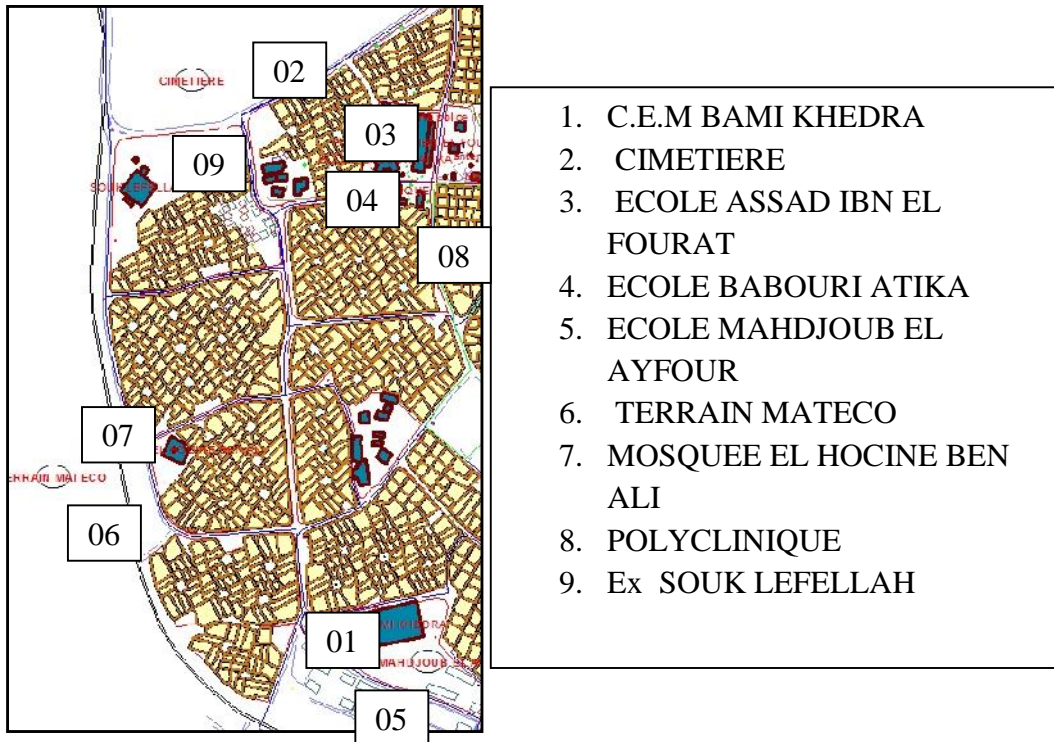 02
CIMETIERE
03
09
04
08
07
TERRAIN MATECO
06
01
MAHDJOUB
05
1. C.E.M BAMI KHEDRA
2. CIMETIERE
3. ECOLE ASSAD IBN EL
FOURAT
4. ECOLE BABOURI ATIKA
5. ECOLE MAHDJOUB EL
AYFOUR
6. TERRAIN MATECO
7. MOSQUEE EL HOCINE BEN
ALI
8. POLYCLINIQUE
9. Ex SOUK LEFELLAH